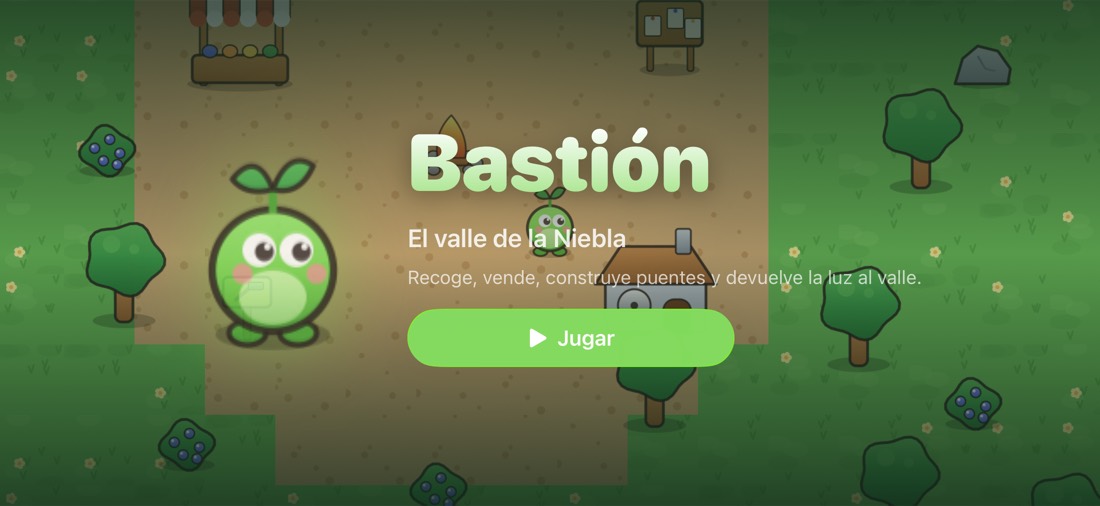 Bastión
El valle de la Niebla
Recoge, vende, construye puentes y devuelve la luz al valle.
Jugar